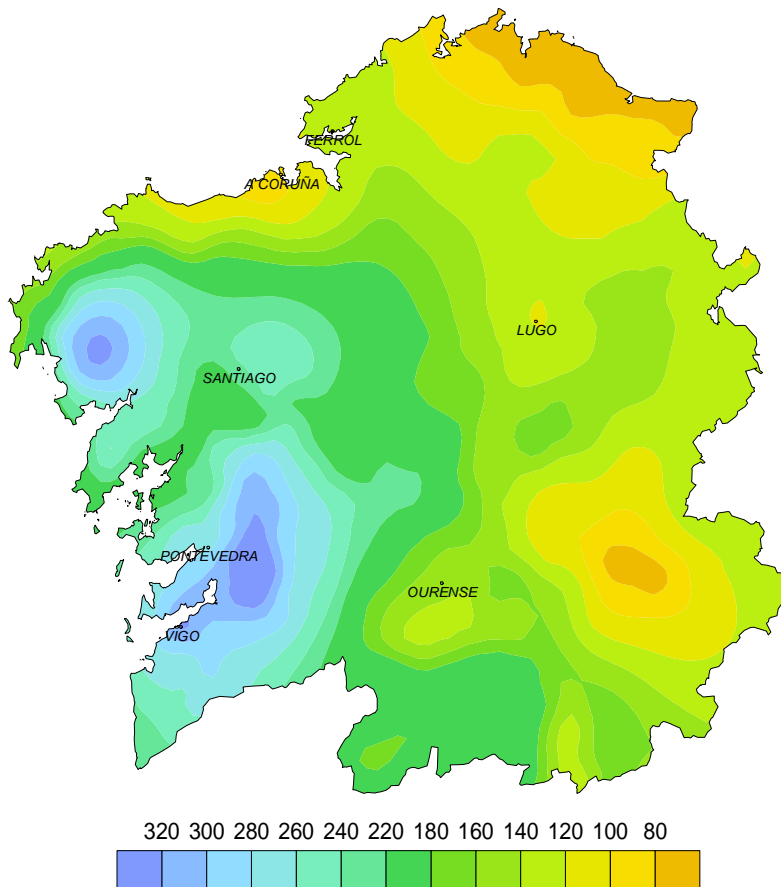 FERROL
A CORUÑA
LUGO
SANTIAGO
PONTEVEDRA
OURENSE
VIGO
320 300 280 260 240 220 180 160 140 120 100 80